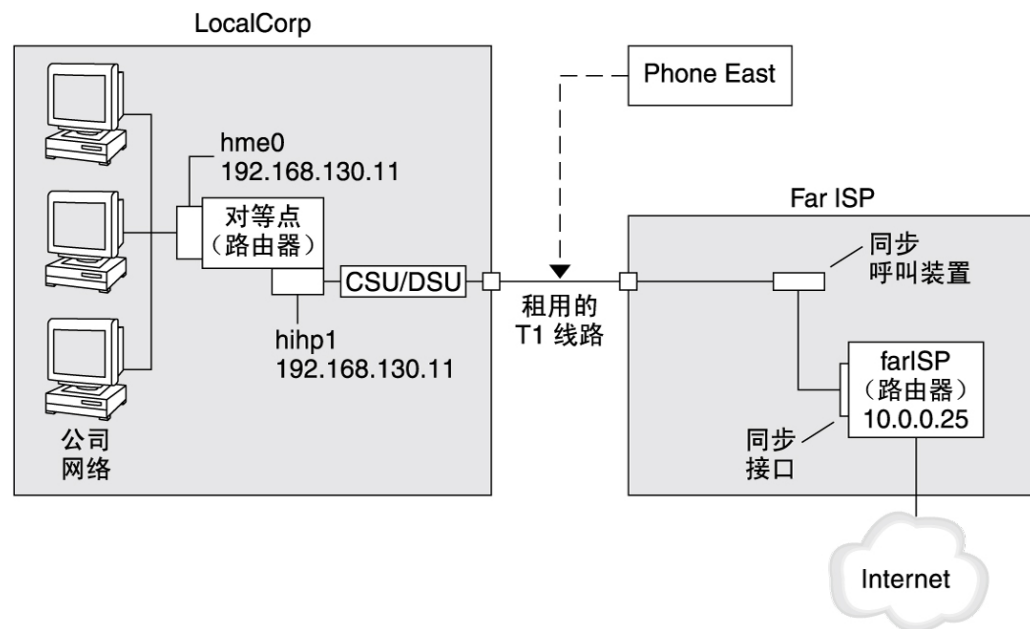 LocalCorp
Phone East
hme0
192.168.130.11
对等点
（路由器）
CSU/DSU
hihp1
192.168.130.11
公司
网络
租用的
T1 线路
Far ISP
同步
呼叫装置
farISP
（路由器）
10.0.0.25
同步
接口
Internet